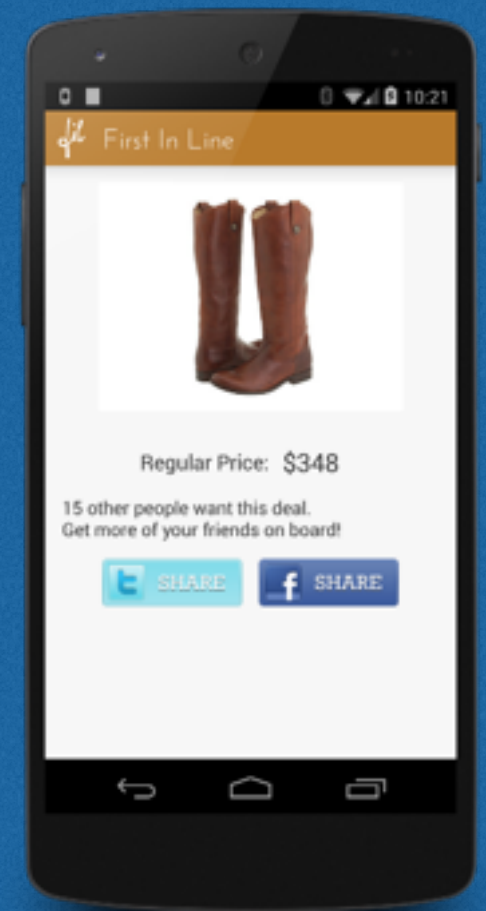 10:21
fil First In Line
Regular Price: $348
15 other people want this deal.
Get more of your friends on board!
t SHARE f SHARE